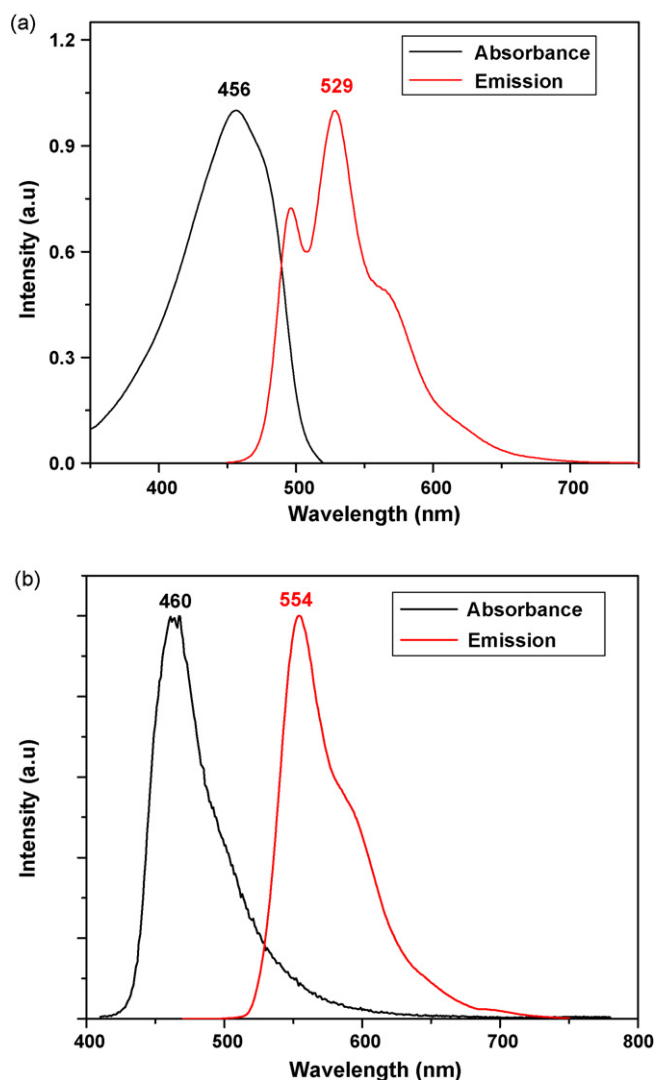 (a)
1.2
0.9
0.6
0.3
0.0
Intensity (a.u)
456
529
Absorbance
Emission
400
500
600
700
Wavelength (nm)
(b)
Intensity (a.u)
460
554
Absorbance
Emission
400
500
600
700
800
Wavelength (nm)